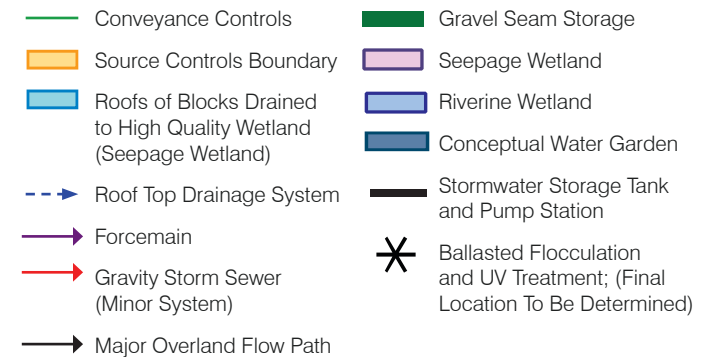 Conveyance Controls
Source Controls Boundary
Roofs of Blocks Drained
to High Quality Wetland
(Seepage Wetland)
Roof Top Drainage System
Forcemain
Gravity Storm Sewer
(Minor System)
Major Overland Flow Path
Gravel Seam Storage
Seepage Wetland
Riverine Wetland
Conceptual Water Garden
Stormwater Storage Tank
and Pump Station
Ballasted Flocculation
and UV Treatment; (Final
Location To Be Determined)